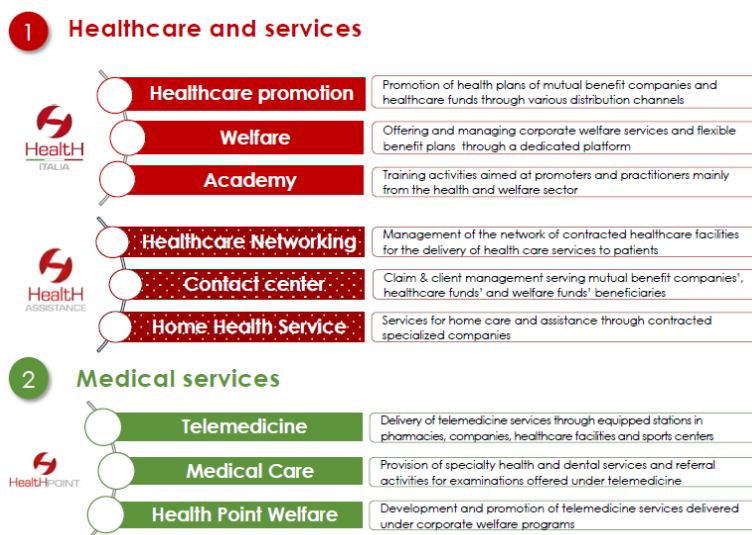 1
Healthcare and services
HealtH
ITALIA
Healthcare promotion
Promotion of health plans of mutual benefit companies and
healthcare funds through various distribution channels
Welfare
Offering and managing corporate welfare services and flexible
benefit plans through a dedicated platform
Academy
Training activities aimed at promoters and practitioners mainly
from the health and welfare sector
HealtH
ASSISTANCE
Healthcare Networking
Management of the network of contracted healthcare facilities
for the delivery of health care services to patients
Contact center
Claim & client management serving mutual benefit companies',
healthcare funds' and welfare funds' beneficiaries
Home Health Service
Services for home care and assistance through contracted
specialized companies
2
Medical services
HealtHPOINT
Telemedicine
Delivery of telemedicine services through equipped stations in
pharmacies, companies, healthcare facilities and sports centers
Medical Care
Provision of specialty health and dental services and referral
activities for examinations offered under telemedicine
Health Point Welfare
Development and promotion of telemedicine services delivered
under corporate welfare programs